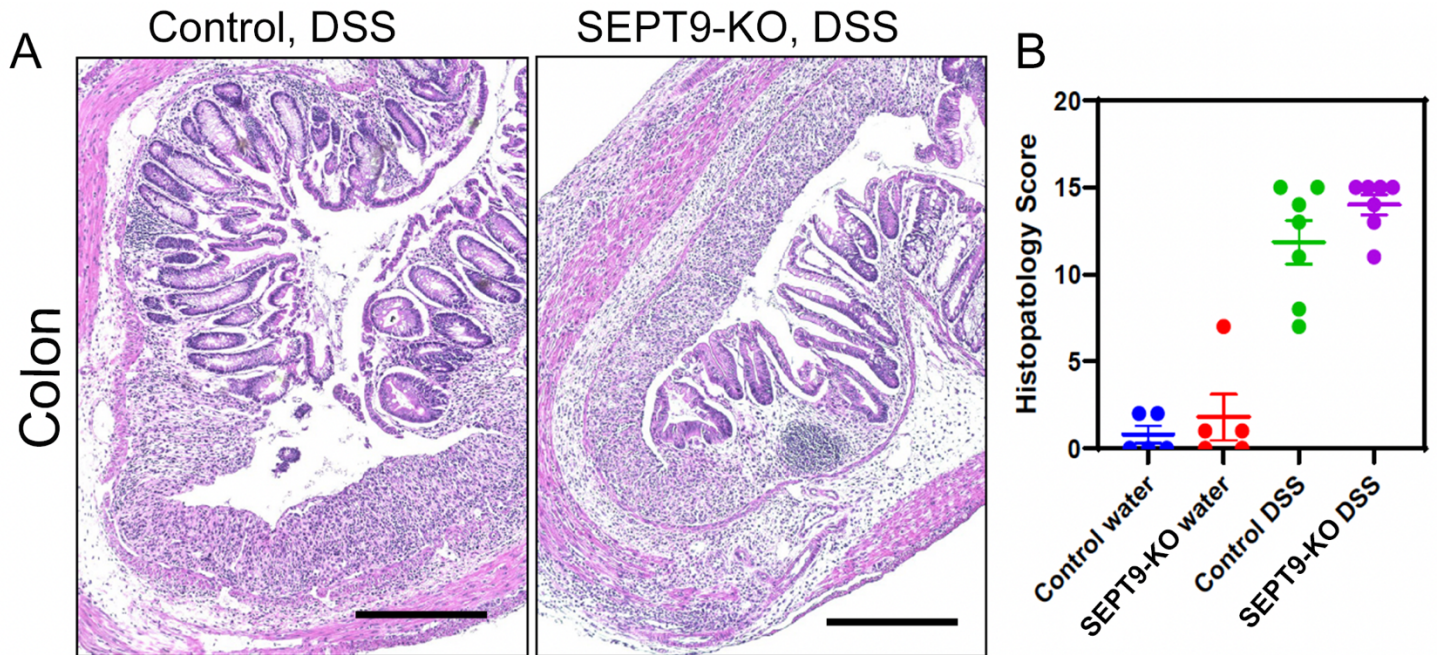 A
Control, DSS
SEPT9-KO, DSS
Colon
B
Histopatology Score
20
15
10
5
0
Control water
SEPT9-KO water
Control DSS
SEPT9-KO DSS